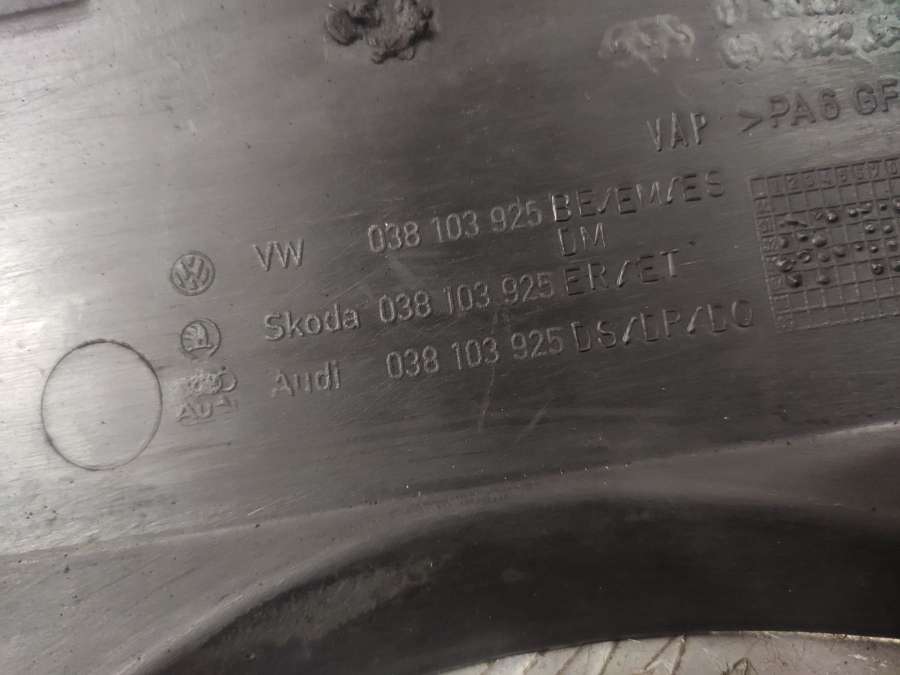 VAP >PA6 GF
VW 038 103 925 BE/EM/ES
DM
Skoda 038 103 925 ER/ET
Audi 038 103 925 DS/DP/DQ
Audi